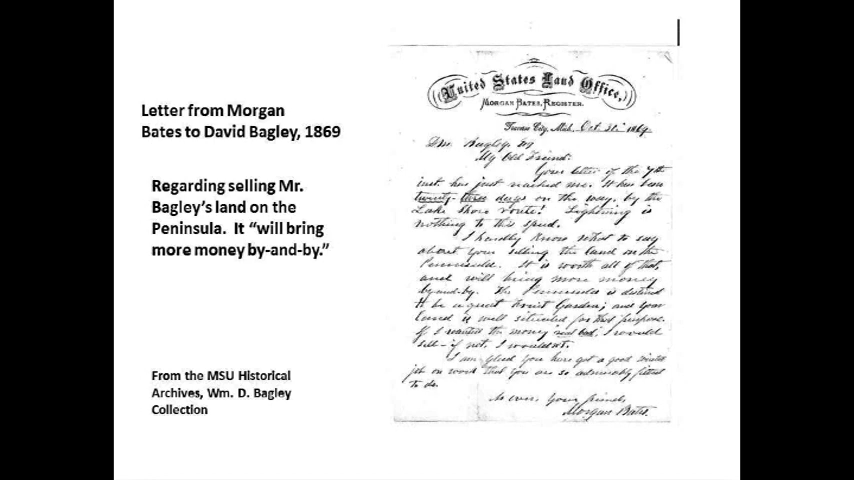 Letter from Morgan
Bates to David Bagley, 1869
Regarding selling Mr.
Bagley's land on the
Peninsula. It "will bring
more money by-and-by."
From the MSU Historical
Archives, Wm. D. Bagley
Collection
United States Land Office,
Morgan Bates, Register.
Traverse City, Mich. Oct. 31st 1869.
Bagley, Esq
My Old Friend:
Your letter of the 7th
inst. has just reached me. It has been
twenty-three days on the way, by the
Lake Shore route! Lightning is
nothing to this speed.
I hardly know what to say
about your selling the land on the
Peninsula. It is worth all of that,
and will bring more money
by-and-by. The Peninsula is destined
to be a great Fruit Garden; and your
land is well situated for that purpose.
If I wanted the money real bad, I would
sell - if not, I wouldn't.
I am glad you have got a good
job on work that you are so admirably fitted
to do.
As ever, Your friend,
Morgan Bates.